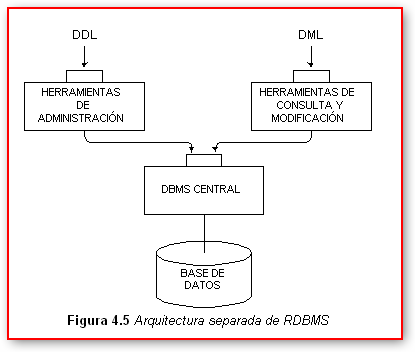 DDL
DML
HERRAMIENTAS
DE
ADMINISTRACIÓN
HERRAMIENTAS DE
CONSULTA Y
MODIFICACIÓN
DBMS CENTRAL
BASE DE
DATOS
Figura 4.5 Arquitectura separada de RDBMS